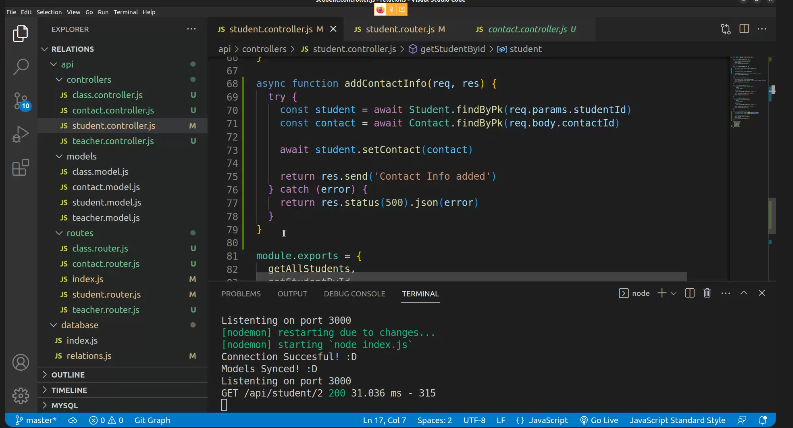 File Edit Selection View Go Run Terminal Help
EXPLORER
RELATIONS
api
controllers
JS class.controller.js U
JS contact.controller.js U
JS student.controller.js M
JS teacher.controller.js U
models
JS class.model.js
JS contact.model.js
JS student.model.js
JS teacher.model.js
routes
JS class.router.js U
JS contact.router.js U
JS index.js M
JS student.router.js M
JS teacher.router.js U
database
JS index.js
JS relations.js M
OUTLINE
TIMELINE
MYSQL
10
JS student.controller.js M
JS student.router.js M
JS contact.controller.js U
api > controllers > JS student.controller.js > getStudentById > student
67
68 async function addContactInfo(req, res) {
69 try {
70 const student = await Student.findByPk(req.params.studentId)
71 const contact = await Contact.findByPk(req.body.contactId)
72
73 await student.setContact(contact)
74
75 return res.send('Contact Info added')
76 } catch (error) {
77 return res.status(500).json(error)
78 }
79 }
80
81 module.exports = {
82 getAllStudents,
PROBLEMS OUTPUT DEBUG CONSOLE TERMINAL
node
Listening on port 3000
[nodemon] restarting due to changes...
[nodemon] starting `node index.js`
Connection Succesful! :D
Models Synced! :D
Listening on port 3000
GET /api/student/2 200 31.036 ms - 315
master* 0 0 Git Graph
Ln 17, Col 7 Spaces: 2 UTF-8 LF {} JavaScript Go Live JavaScript Standard Style